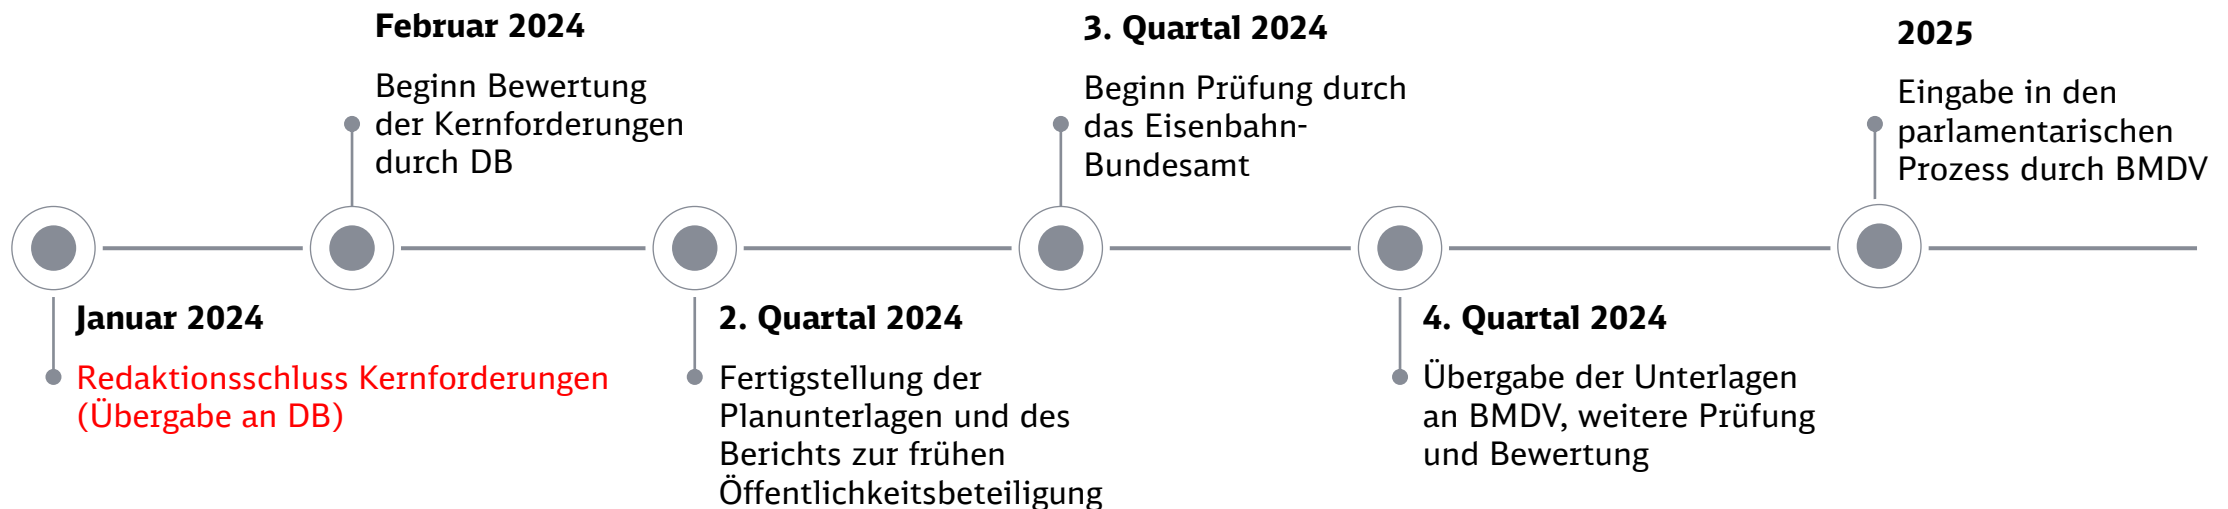 Februar 2024
Beginn Bewertung
der Kernforderungen
durch DB
3. Quartal 2024
Beginn Prüfung durch
das Eisenbahn-
Bundesamt
2025
Eingabe in den
parlamentarischen
Prozess durch BMDV
Januar 2024
Redaktionsschluss Kernforderungen
(Übergabe an DB)
2. Quartal 2024
Fertigstellung der
Planunterlagen und des
Berichts zur frühen
Öffentlichkeitsbeteiligung
4. Quartal 2024
Übergabe der Unterlagen
an BMDV, weitere Prüfung
und Bewertung